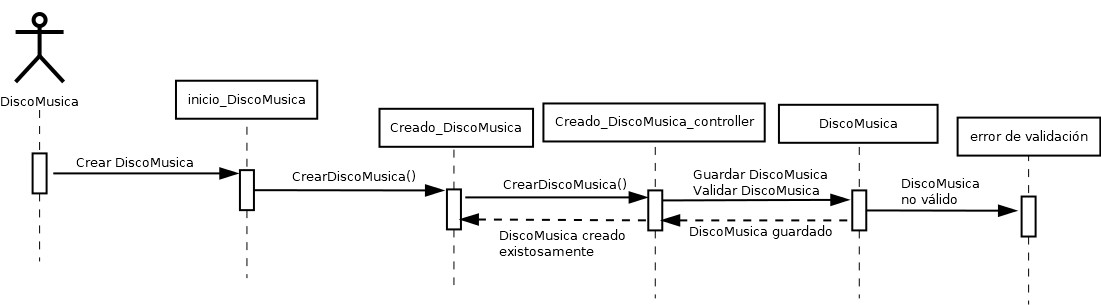 DiscoMusica
inicio_DiscoMusica
Creado_DiscoMusica
Creado_DiscoMusica_controller
DiscoMusica
error de validación
Crear DiscoMusica
CrearDiscoMusica()
CrearDiscoMusica()
Guardar DiscoMusica
Validar DiscoMusica
DiscoMusica
no válido
DiscoMusica creado
existosamente
DiscoMusica guardado